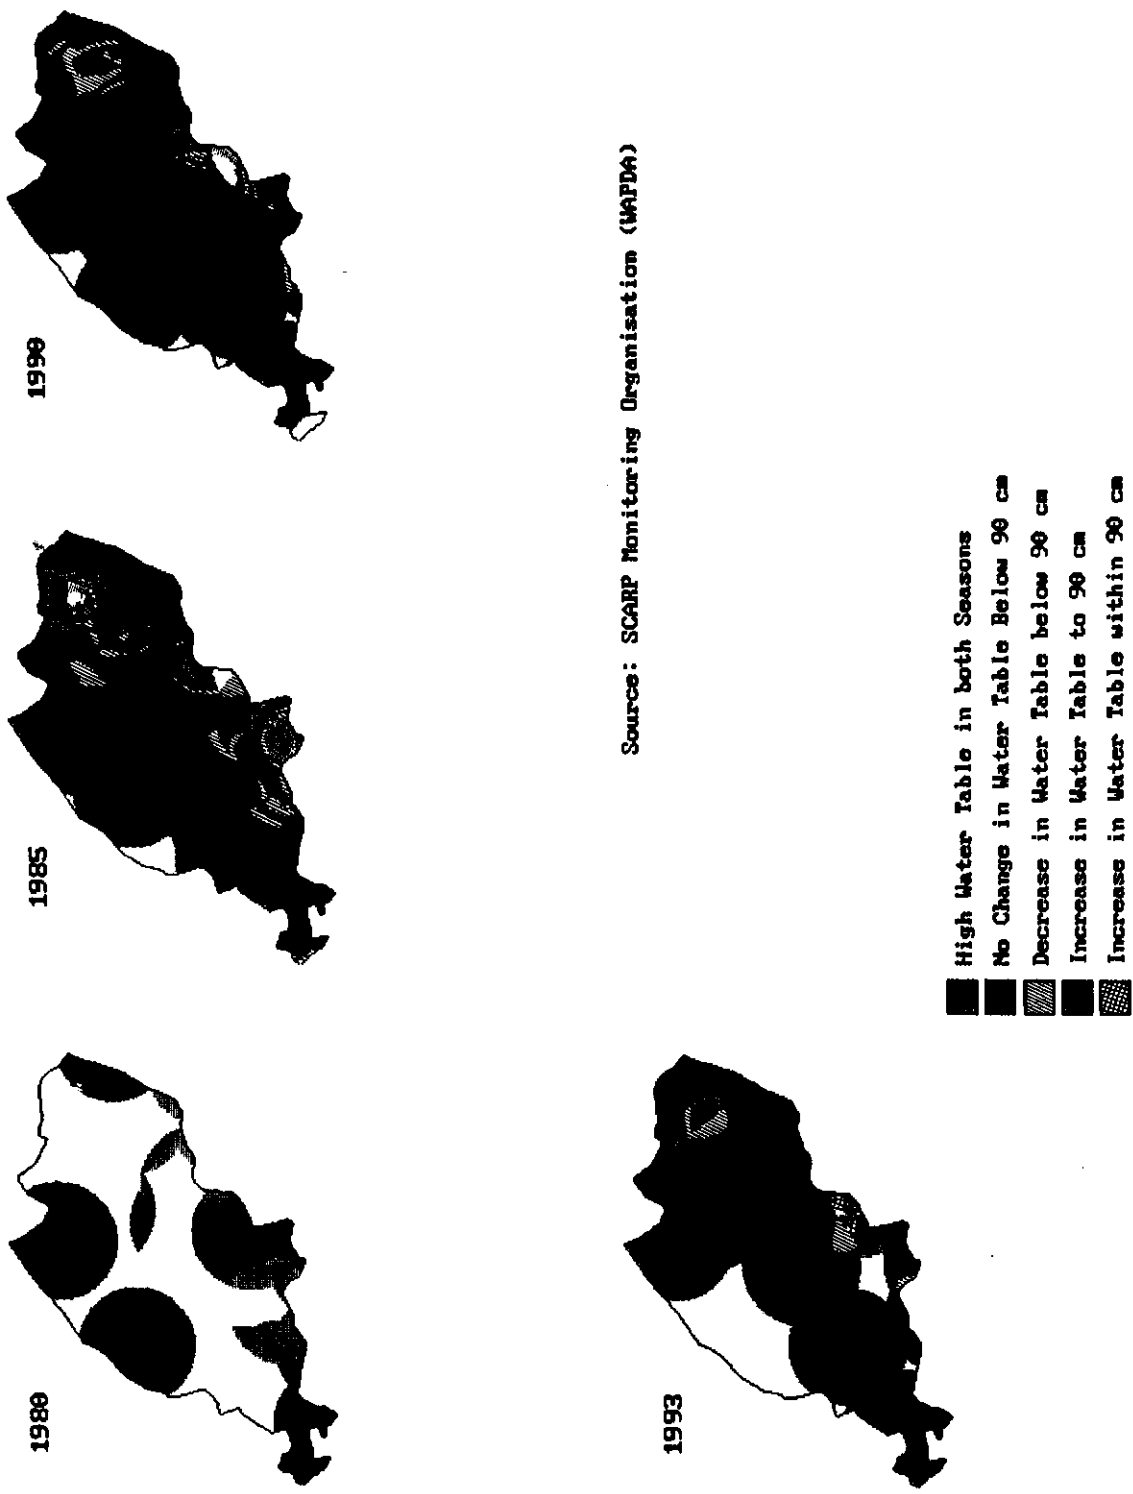 1980
1985
1990
1993
Source: SCARP Monitoring Organisation (WAPDA)
High Water Table in both Seasons
No Change in Water Table Below 90 cm
Decrease in Water Table below 90 cm
Increase in Water Table to 90 cm
Increase in Water Table within 90 cm